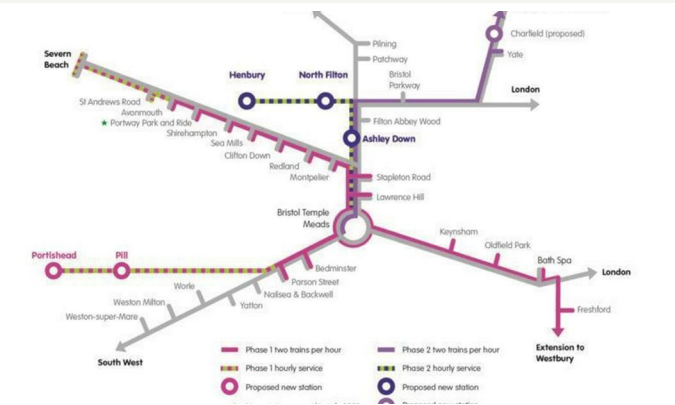 Pilning
Patchway
Charfield (proposed)
Yate
Severn
Beach
Henbury
North Filton
Bristol
Parkway
London
St Andrews Road
Avonmouth
★ Portway Park and Ride
Shirehampton
Sea Mills
Clifton Down
Redland
Montpelier
Filton Abbey Wood
Ashley Down
Stapleton Road
Lawrence Hill
Bristol Temple
Meads
Keynsham
Oldfield Park
Bath Spa
London
Freshford
Extension to
Westbury
Portishead
Pill
Bedminster
Parson Street
Nailsea & Backwell
Yatton
Worle
Weston Milton
Weston-super-Mare
South West
Phase 1 two trains per hour
Phase 1 hourly service
Proposed new station
Phase 2 two trains per hour
Phase 2 hourly service
Proposed new station